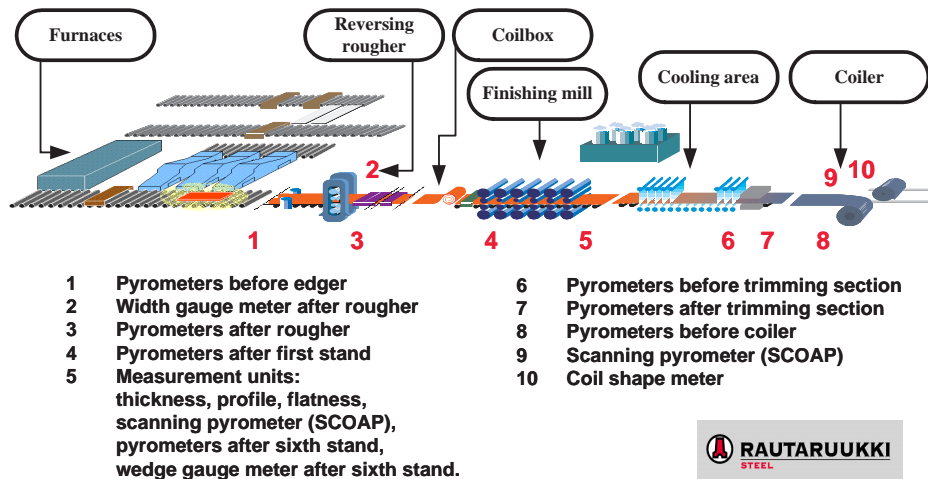 Furnaces
Reversing
rougher
Coilbox
Finishing mill
Cooling area
Coiler
2
9
10
1
3
4
5
6
7
8
1 Pyrometers before edger
2 Width gauge meter after rougher
3 Pyrometers after rougher
4 Pyrometers after first stand
5 Measurement units:
thickness, profile, flatness,
scanning pyrometer (SCOAP),
pyrometers after sixth stand,
wedge gauge meter after sixth stand.
6 Pyrometers before trimming section
7 Pyrometers after trimming section
8 Pyrometers before coiler
9 Scanning pyrometer (SCOAP)
10 Coil shape meter
RAUTARUUKKI
STEEL